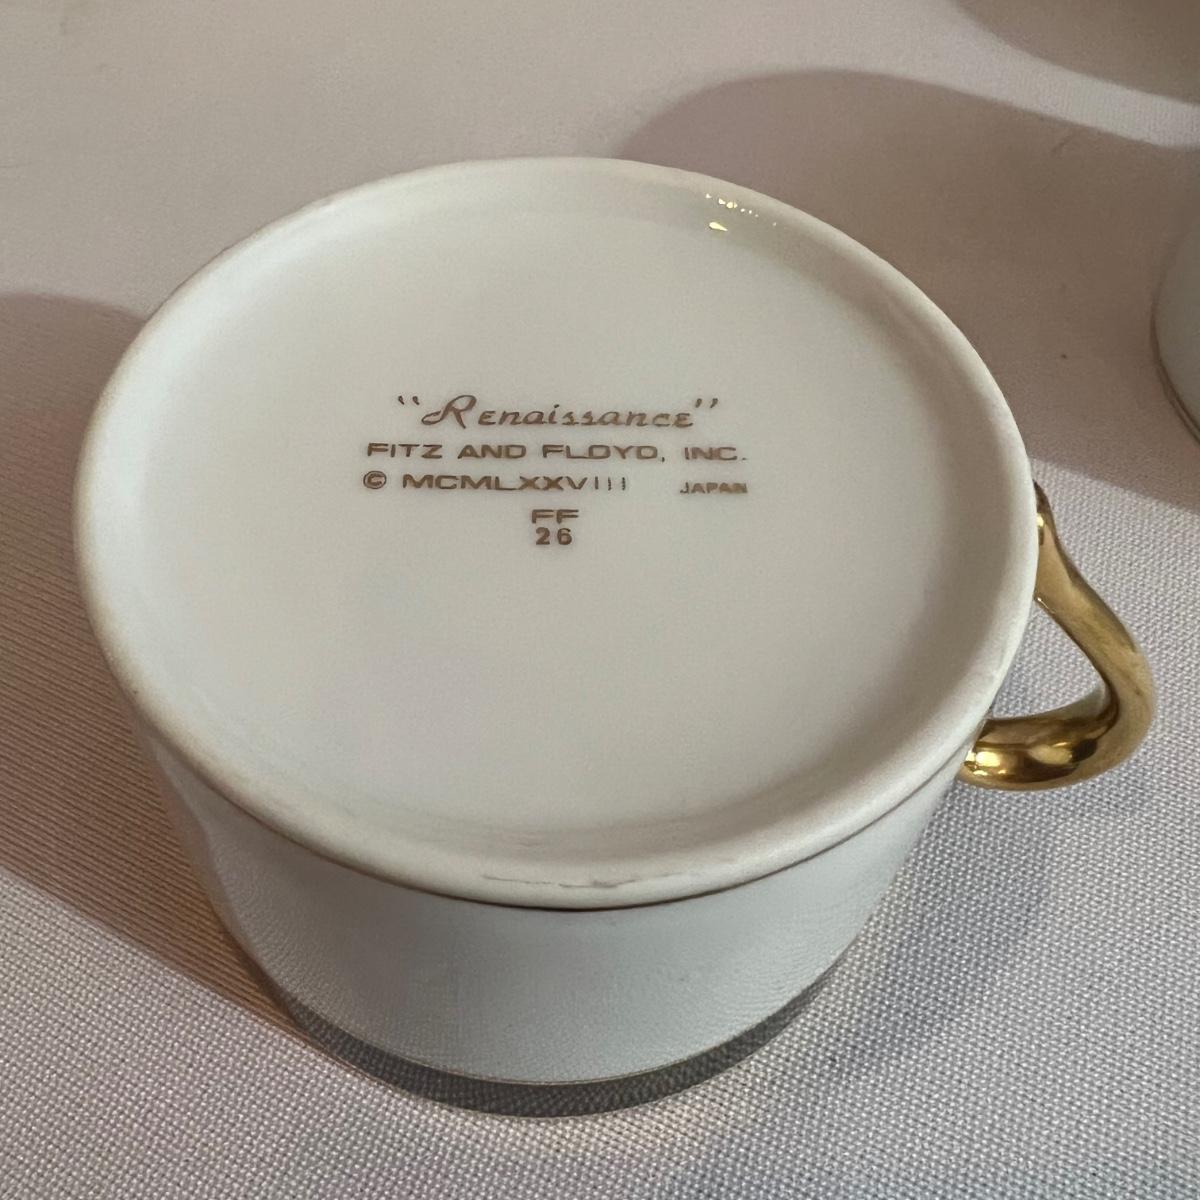 "Renaissance"
FITZ AND FLOYD, INC.
© MCMLXXVIII JAPAN
FF
26